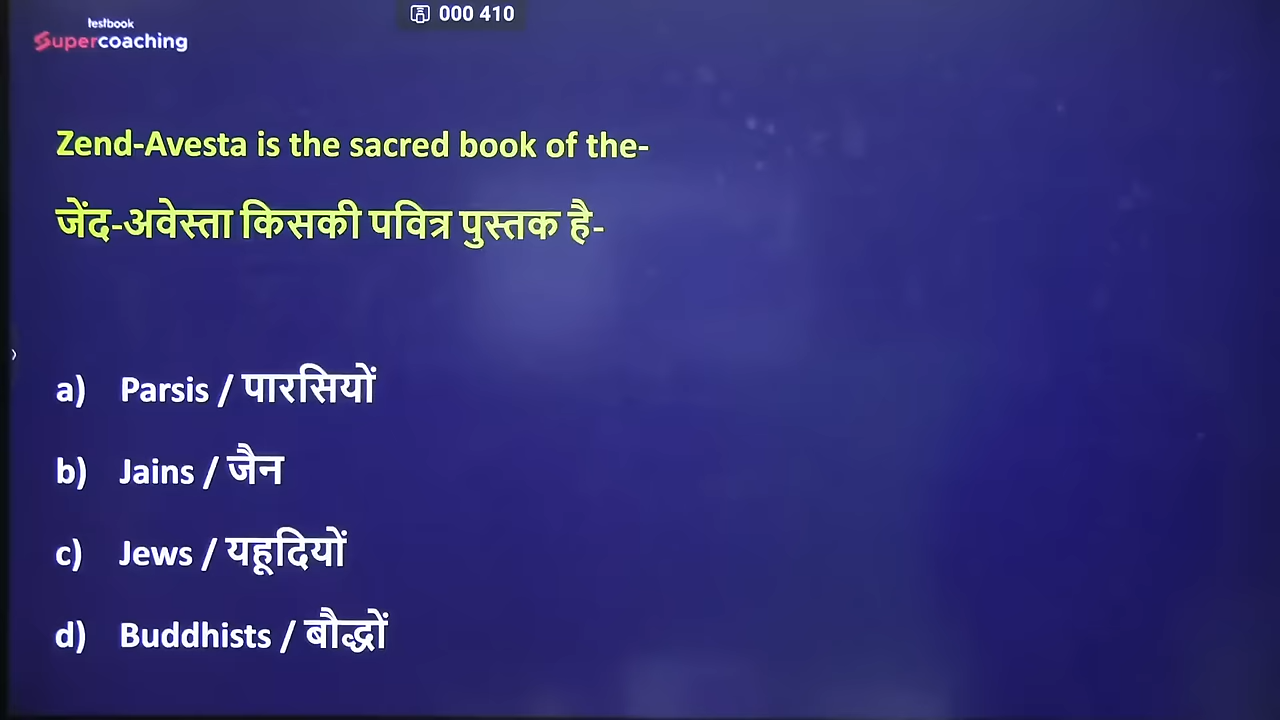 000 410
testbook
Supercoaching
Zend-Avesta is the sacred book of the-
जेंद-अवेस्ता किसकी पवित्र पुस्तक है-
a) Parsis / पारसियों
b) Jains / जैन
c) Jews / यहूदियों
d) Buddhists / बौद्धों